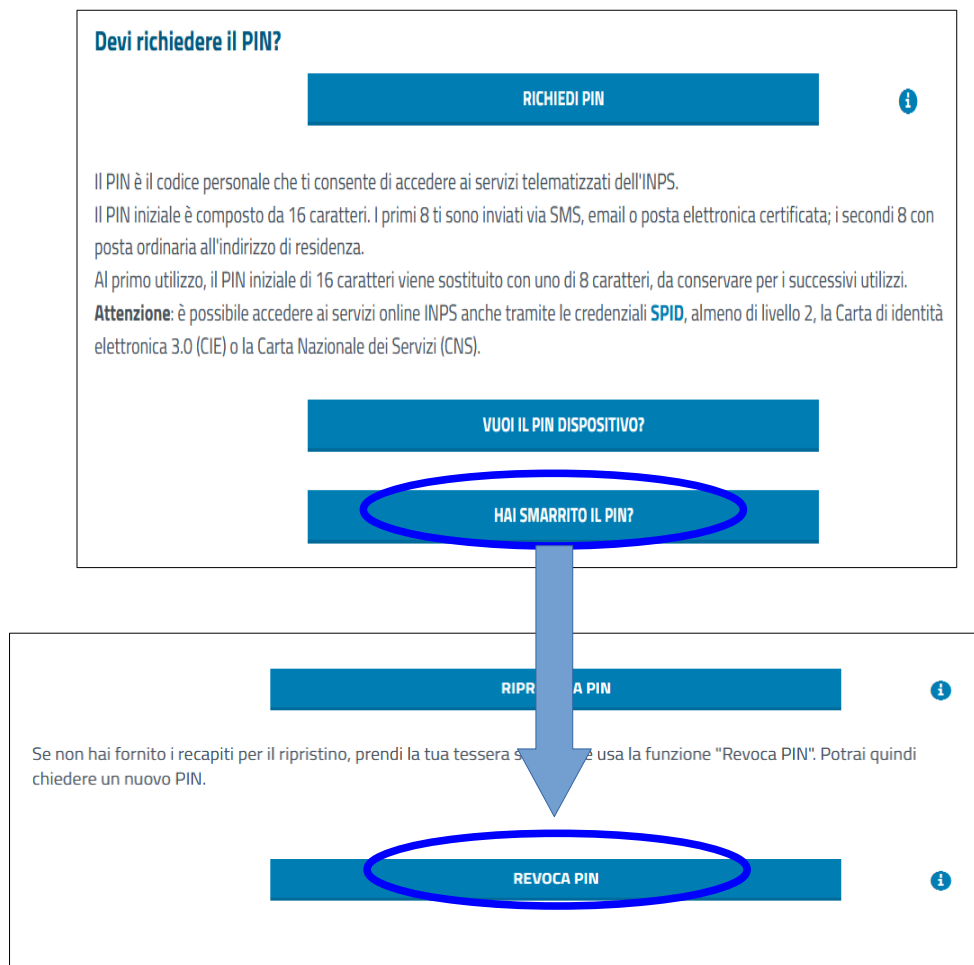 Devi richiedere il PIN?
RICHIEDI PIN
Il PIN è il codice personale che ti consente di accedere ai servizi telematizzati dell'INPS.
Il PIN iniziale è composto da 16 caratteri. I primi 8 ti sono inviati via SMS, email o posta elettronica certificata; i secondi 8 con
posta ordinaria all'indirizzo di residenza.
Al primo utilizzo, il PIN iniziale di 16 caratteri viene sostituito con uno di 8 caratteri, da conservare per i successivi utilizzi.
Attenzione: è possibile accedere ai servizi online INPS anche tramite le credenziali SPID, almeno di livello 2, la Carta di identità
elettronica 3.0 (CIE) o la Carta Nazionale dei Servizi (CNS).
VUOI IL PIN DISPOSITIVO?
HAI SMARRITO IL PIN?
PIN
Se non hai fornito i recapiti per il ripristino, prendi la tua tessera usa la funzione "Revoca PIN". Potrai quindi
chiedere un nuovo PIN.
REVOCA PIN